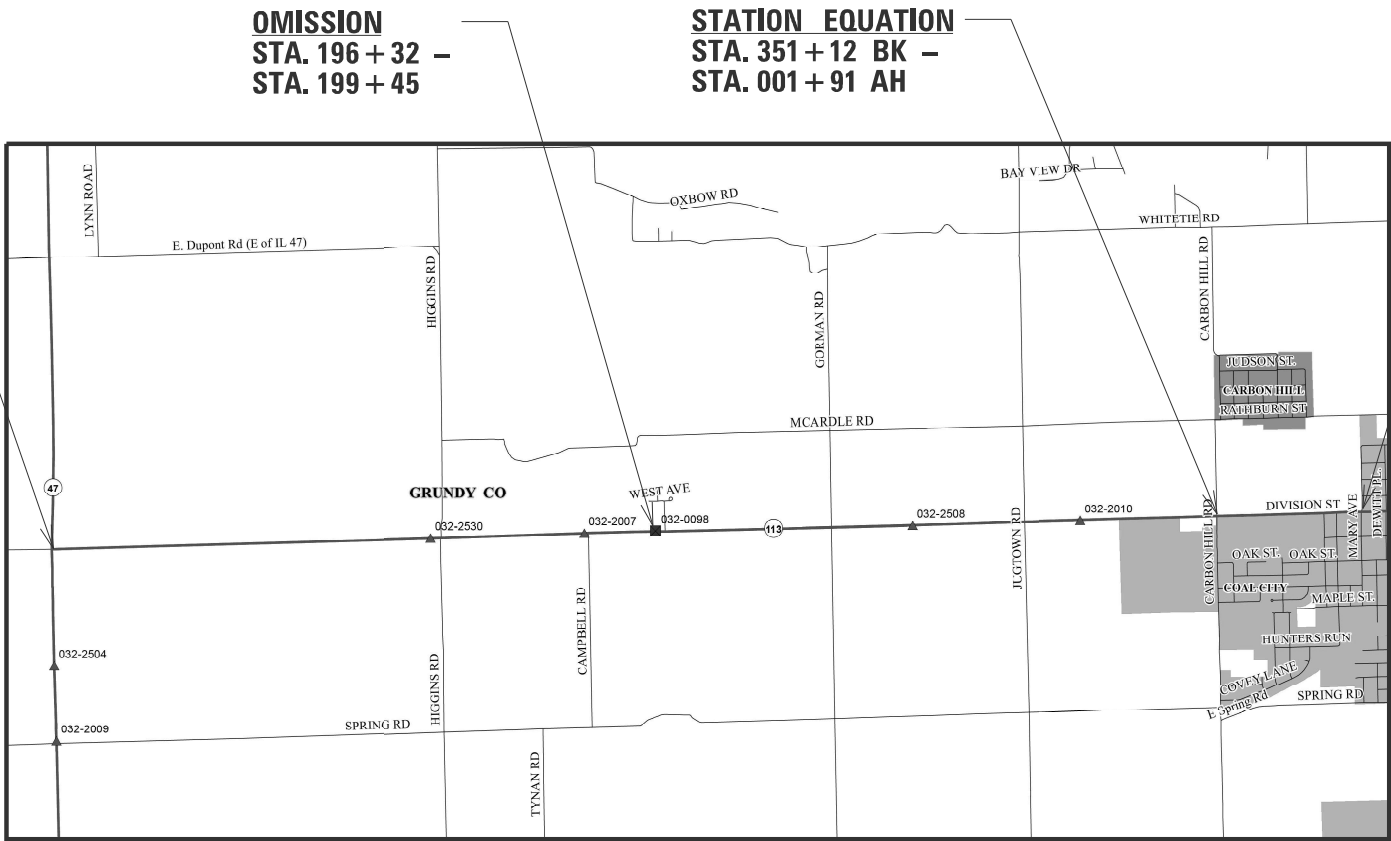 OMISSION
STA. 196+32 –
STA. 199+45
STATION EQUATION
STA. 351+12 BK –
STA. 001+91 AH
LYNN ROAD
E. Dupont Rd (E of IL 47)
HIGGINS RD
OXBOW RD
BAY VIEW DR
WHITETIE RD
GORMAN RD
CARBON HILL RD
JUDSON ST.
CARBON HILL
RATHBURN ST
MCARDLE RD
47
GRUNDY CO
WEST AVE
032-2530
032-2007
032-0098
113
032-2508
032-2010
DIVISION ST
MARY AVE
DEWITT PL.
JUGTOWN RD
CARBON HILL RD
OAK ST.
OAK ST.
COAL CITY
MAPLE ST.
HUNTERS RUN
COVEY LANE
E Spring Rd
SPRING RD
CAMPBELL RD
HIGGINS RD
032-2504
032-2009
SPRING RD
TYNAN RD